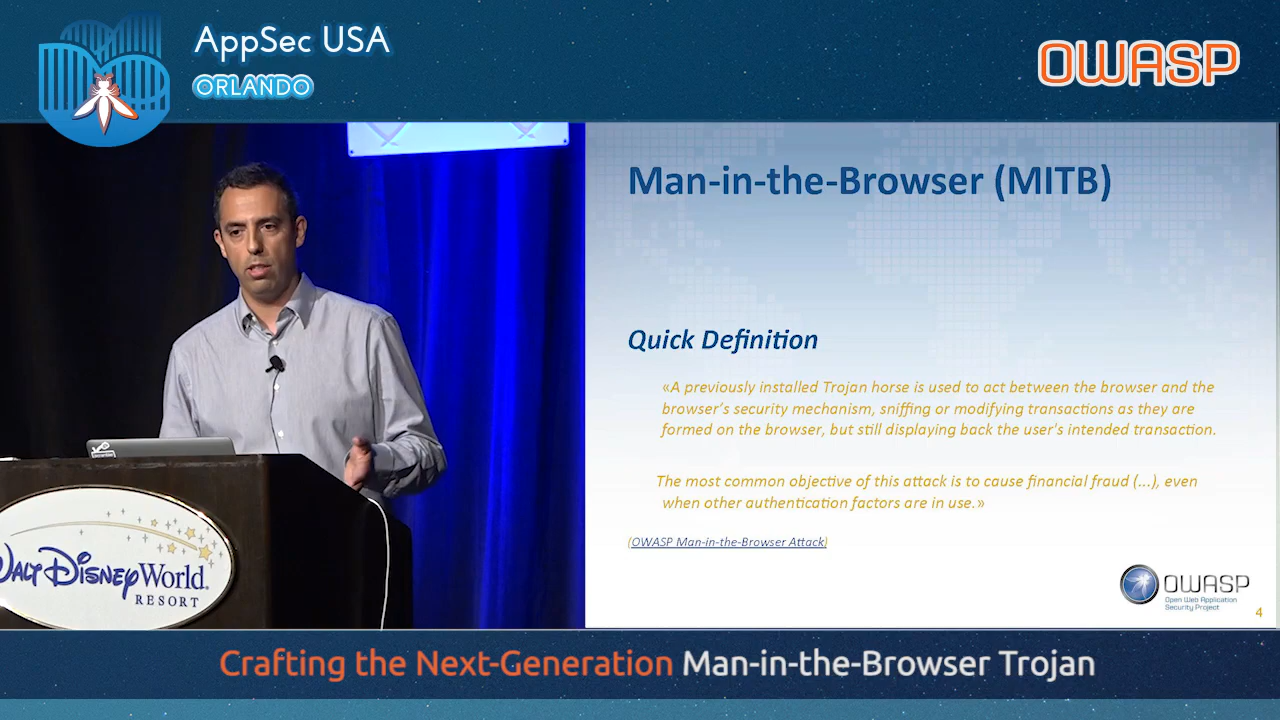 AppSec USA
ORLANDO
OWASP
Man-in-the-Browser (MITB)
Quick Definition
«A previously installed Trojan horse is used to act between the browser and the
browser's security mechanism, sniffing or modifying transactions as they are
formed on the browser, but still displaying back the user's intended transaction.
The most common objective of this attack is to cause financial fraud (...), even
when other authentication factors are in use.»
(OWASP Man-in-the-Browser Attack)
OWASP
Open Web Application
Security Project
4
WALT DISNEY World.
RESORT
Crafting the Next-Generation Man-in-the-Browser Trojan